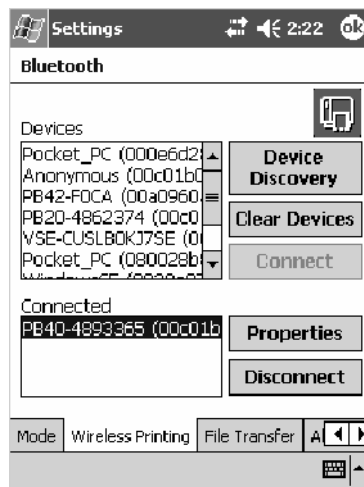 Settings 2:22 ok
Bluetooth
Devices
Pocket_PC (000e6d2
Anonymous (00c01b0
PB42-F0CA (00a0960.
PB20-4862374 (00c0
VSE-CUSLB0KJ7SE (0
Pocket_PC (080028b
Device Discovery
Clear Devices
Connect
Connected
PB40-4893365 (00c01b
Properties
Disconnect
Mode Wireless Printing File Transfer A